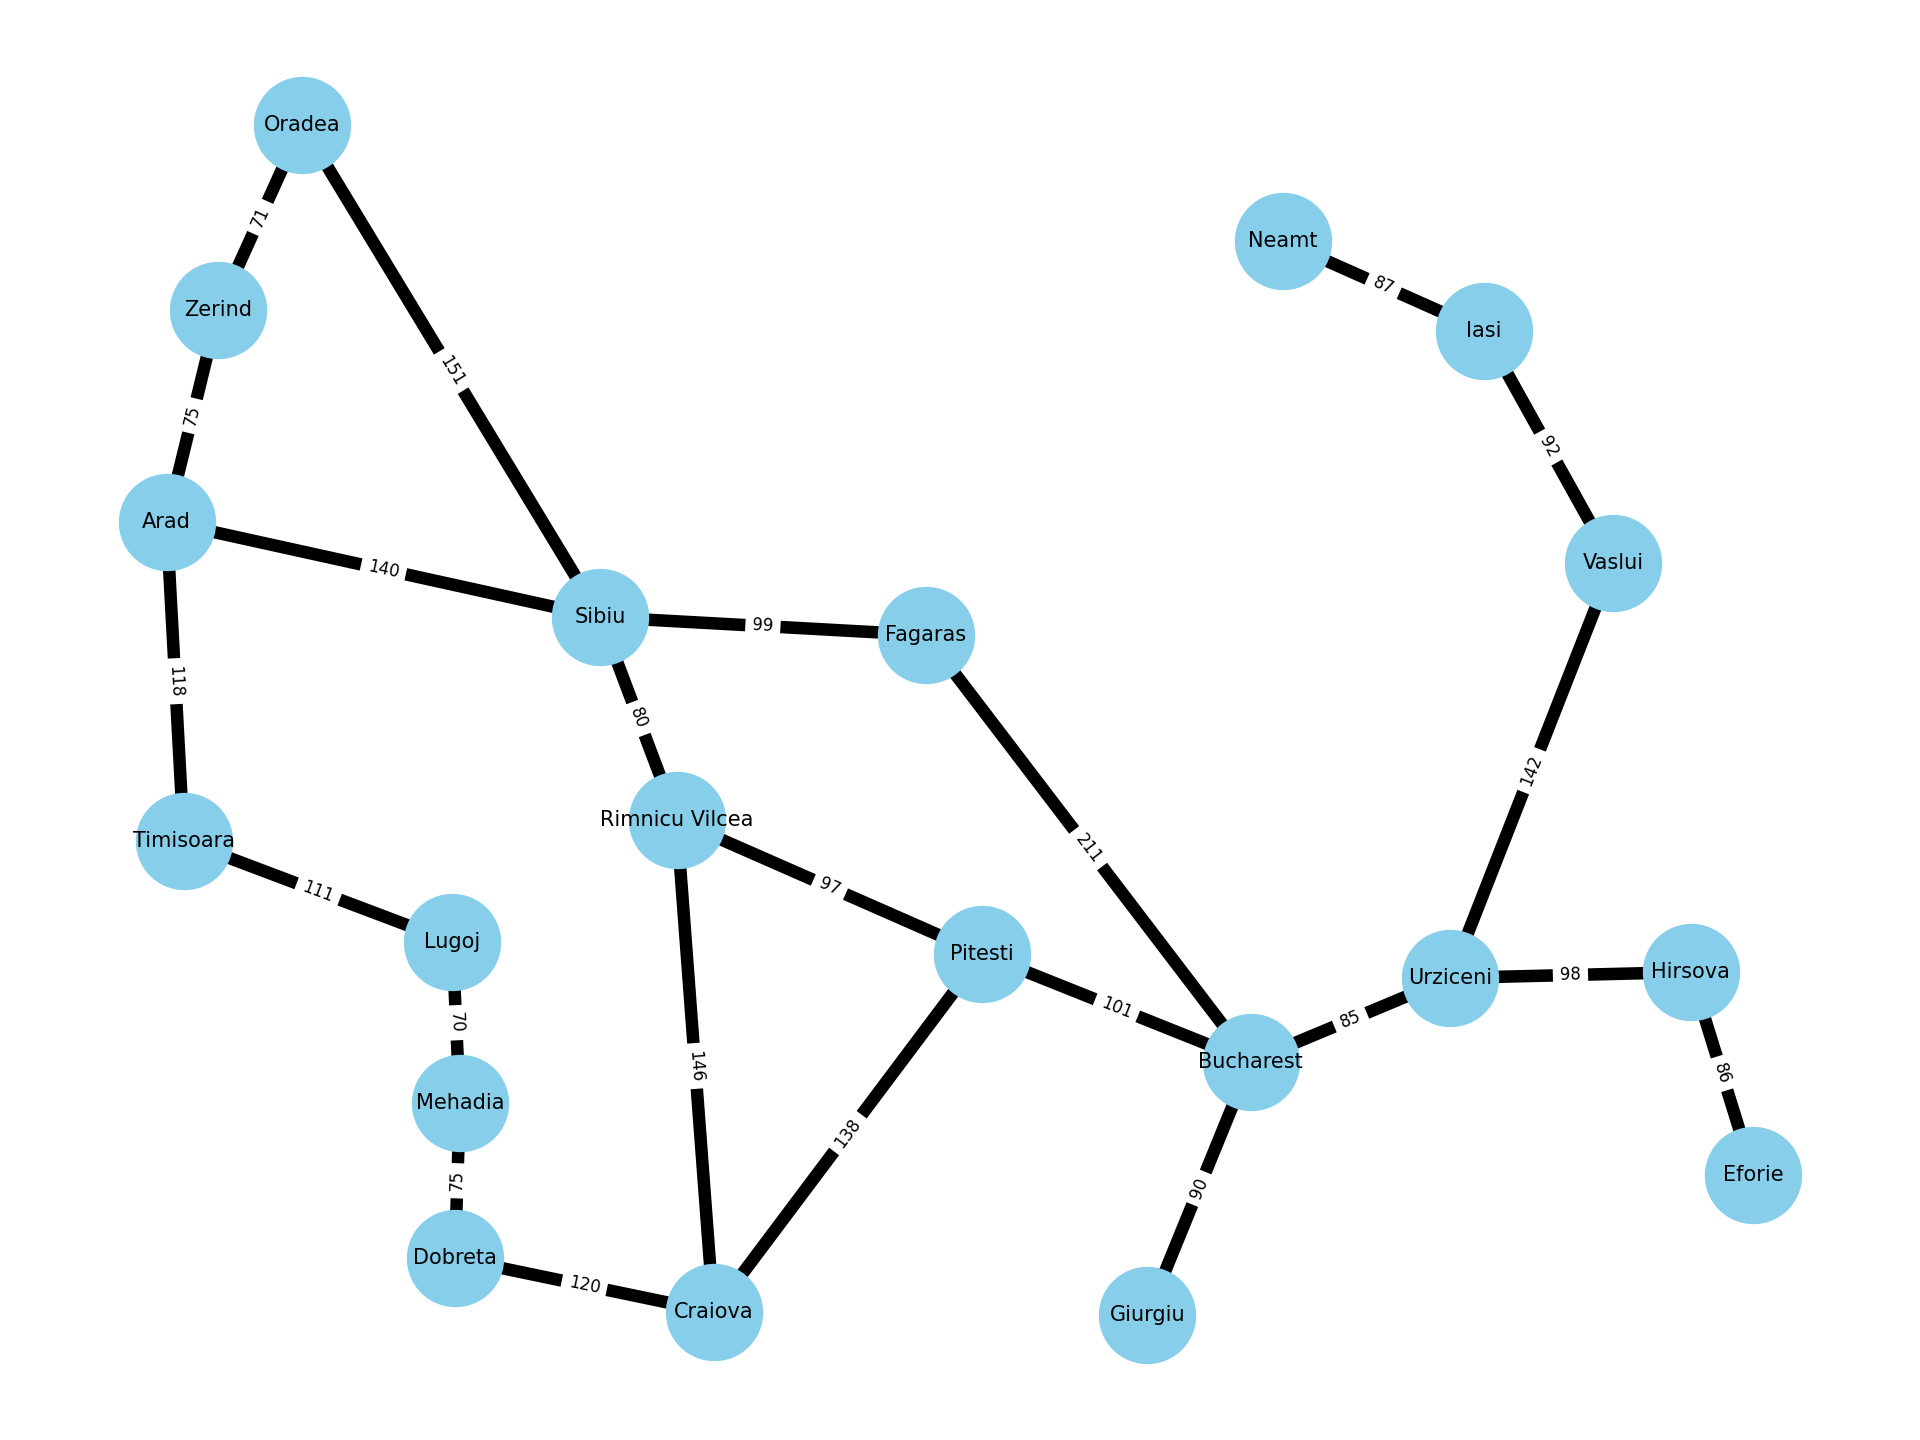 Oradea
71
Neamt
87
Zerind
Iasi
151
75
92
Arad
140
Vaslui
Sibiu
99
Fagaras
118
80
142
Rimnicu Vilcea
Timisoara
211
111
97
Lugoj
Pitesti
Urziceni
98
Hirsova
70
101
85
146
Bucharest
86
Mehadia
138
75
90
Eforie
Dobreta
120
Craiova
Giurgiu